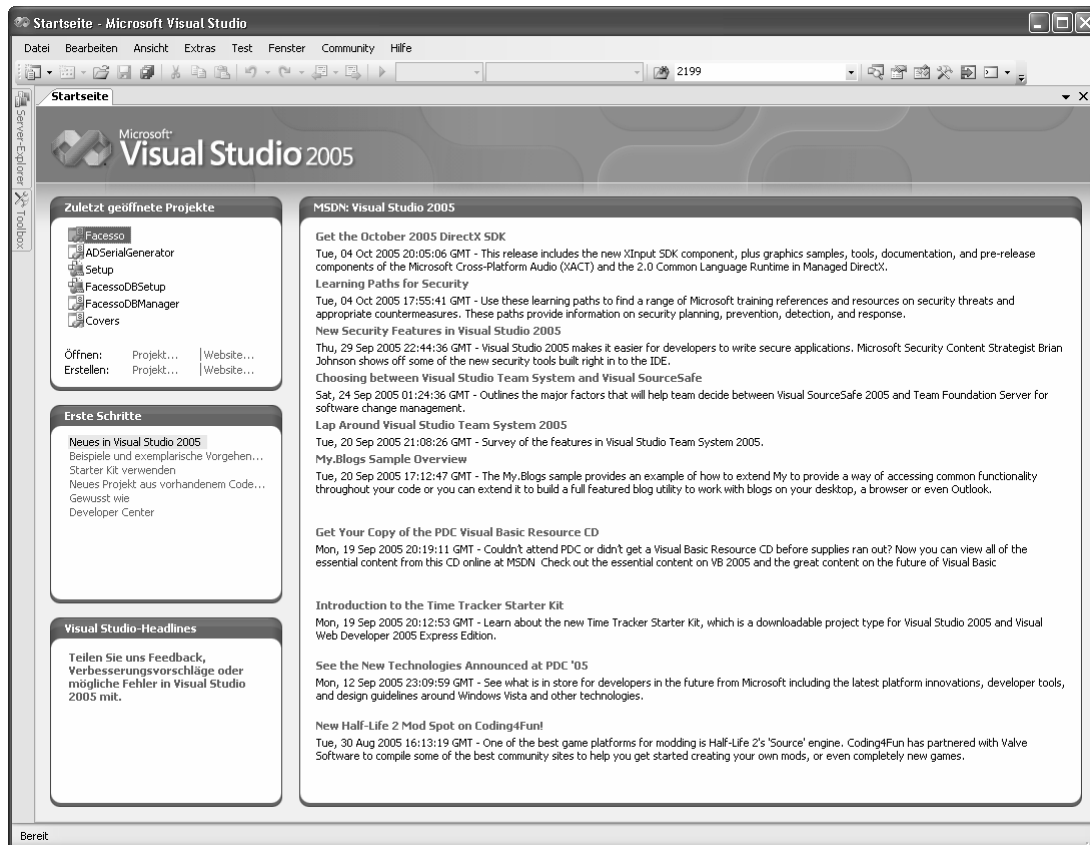 Startseite - Microsoft Visual Studio
Datei Bearbeiten Ansicht Extras Test Fenster Community Hilfe
2199
Server-Explorer
Toolbox
Startseite
Microsoft
Visual Studio 2005
Zuletzt geöffnete Projekte
Facesso
ADSerialGenerator
Setup
FacessoDBSetup
FacessoDBManager
Covers
Öffnen: Projekt... |Website...
Erstellen: Projekt... |Website...
Erste Schritte
Neues in Visual Studio 2005
Beispiele und exemplarische Vorgehen...
Starter Kit verwenden
Neues Projekt aus vorhandenem Code...
Gewusst wie
Developer Center
Visual Studio-Headlines
Teilen Sie uns Feedback,
Verbesserungsvorschläge oder
mögliche Fehler in Visual Studio
2005 mit.
MSDN: Visual Studio 2005
Get the October 2005 DirectX SDK
Tue, 04 Oct 2005 20:05:06 GMT - This release includes the new XInput SDK component, plus graphics samples, tools, documentation, and pre-release
components of the Microsoft Cross-Platform Audio (XACT) and the 2.0 Common Language Runtime in Managed DirectX.
Learning Paths for Security
Tue, 04 Oct 2005 17:55:41 GMT - Use these learning paths to find a range of Microsoft training references and resources on security threats and
appropriate countermeasures. These paths provide information on security planning, prevention, detection, and response.
New Security Features in Visual Studio 2005
Thu, 29 Sep 2005 22:44:36 GMT - Visual Studio 2005 makes it easier for developers to write secure applications. Microsoft Security Content Strategist Brian
Johnson shows off some of the new security tools built right in to the IDE.
Choosing between Visual Studio Team System and Visual SourceSafe
Sat, 24 Sep 2005 01:24:36 GMT - Outlines the major factors that will help team decide between Visual SourceSafe 2005 and Team Foundation Server for
software change management.
Lap Around Visual Studio Team System 2005
Tue, 20 Sep 2005 21:08:26 GMT - Survey of the features in Visual Studio Team System 2005.
My.Blogs Sample Overview
Tue, 20 Sep 2005 17:12:47 GMT - The My.Blogs sample provides an example of how to extend My to provide a way of accessing common functionality
throughout your code or you can extend it to build a full featured blog utility to work with blogs on your desktop, a browser or even Outlook.
Get Your Copy of the PDC Visual Basic Resource CD
Mon, 19 Sep 2005 20:19:11 GMT - Couldn't attend PDC or didn't get a Visual Basic Resource CD before supplies ran out? Now you can view all of the
essential content from this CD online at MSDN Check out the essential content on VB 2005 and the great content on the future of Visual Basic
Introduction to the Time Tracker Starter Kit
Mon, 19 Sep 2005 20:12:53 GMT - Learn about the new Time Tracker Starter Kit, which is a downloadable project type for Visual Studio 2005 and Visual
Web Developer 2005 Express Edition.
See the New Technologies Announced at PDC '05
Mon, 12 Sep 2005 23:09:59 GMT - See what is in store for developers in the future from Microsoft including the latest platform innovations, developer tools,
and design guidelines around Windows Vista and other technologies.
New Half-Life 2 Mod Spot on Coding4Fun!
Tue, 30 Aug 2005 16:13:19 GMT - One of the best game platforms for modding is Half-Life 2's 'Source' engine. Coding4Fun has partnered with Valve
Software to compile some of the best community sites to help you get started creating your own mods, or even completely new games.
Bereit